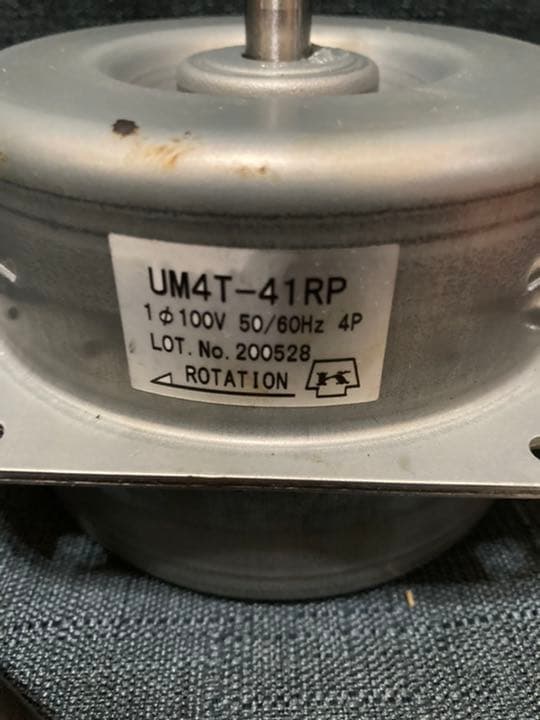 UM4T-41RP
1φ100V 50/60Hz 4P
LOT.No.200528
ROTATION K